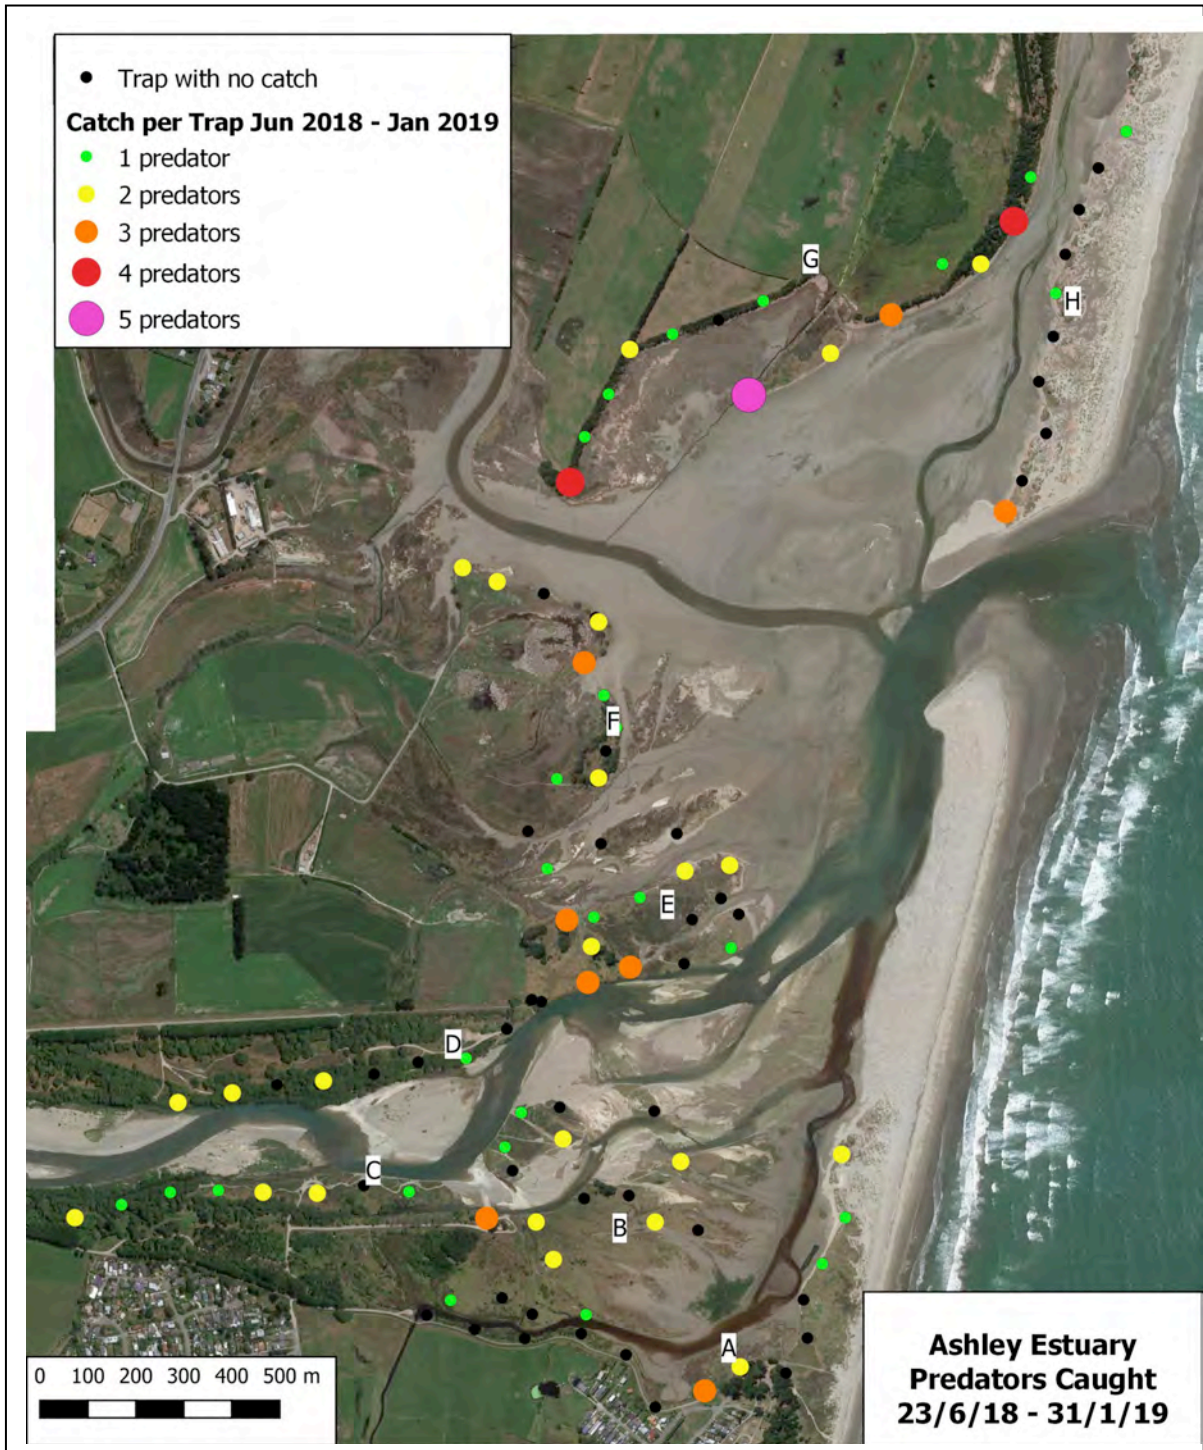 Trap with no catch
Catch per Trap Jun 2018 - Jan 2019
1 predator
2 predators
3 predators
4 predators
5 predators
G
H
F
E
D
C
B
A
0 100 200 300 400 500 m
Ashley Estuary
Predators Caught
23/6/18 - 31/1/19